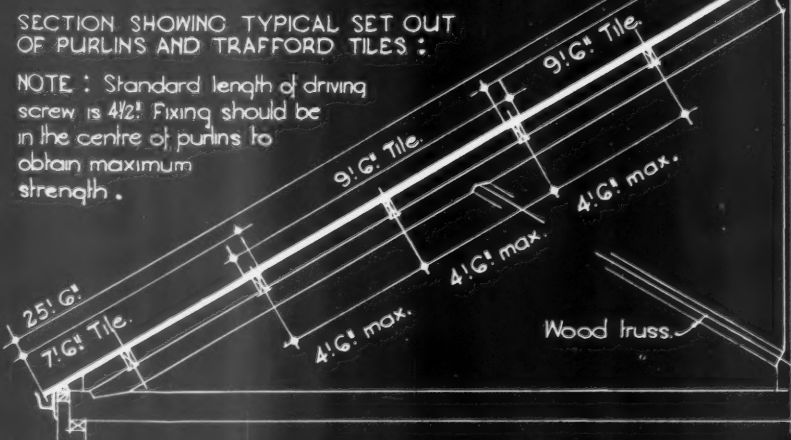 SECTION SHOWING TYPICAL SET OUT
OF PURLINS AND TRAFFORD TILES :
NOTE : Standard length of driving
screw is 4½" Fixing should be
in the centre of purlins to
obtain maximum
strength.
9'.6" Tile.
9'.6" Tile.
4'.6" max.
4'.6" max.
25'.6"
7'.6" Tile.
4'.6" max.
Wood truss.